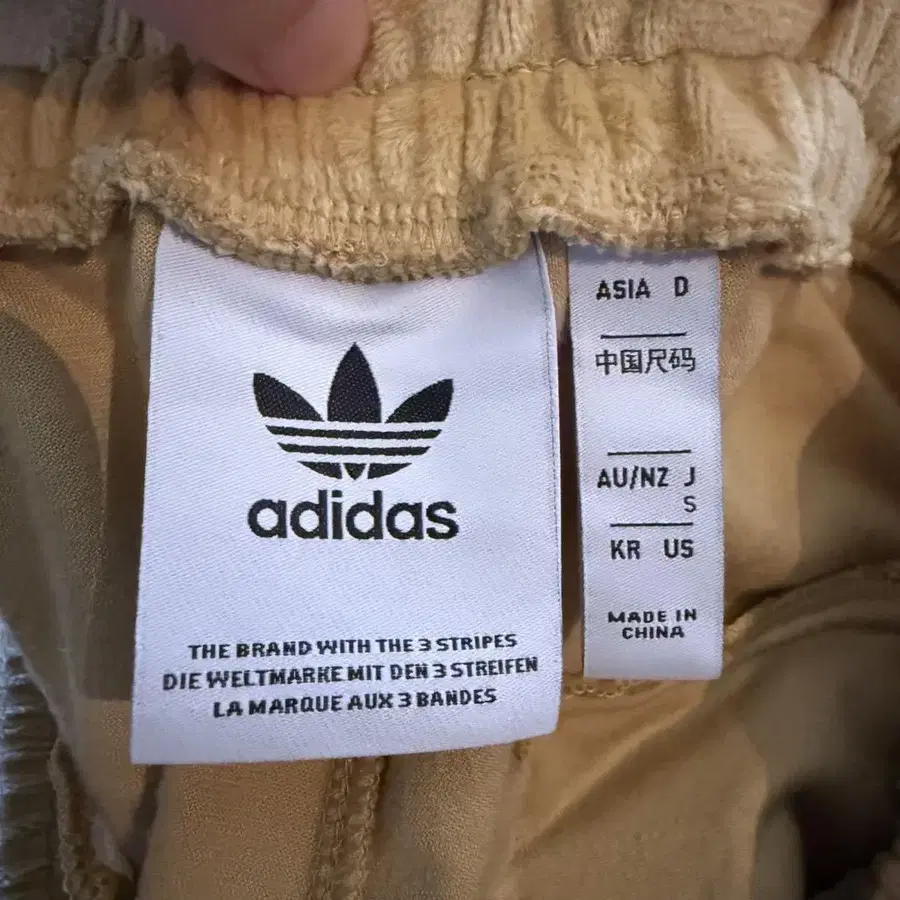 adidas
THE BRAND WITH THE 3 STRIPES
DIE WELTMARKE MIT DEN 3 STREIFEN
LA MARQUE AUX 3 BANDES
ASIA D
中国尺码
AU/NZ J
S
KR US
MADE IN
CHINA